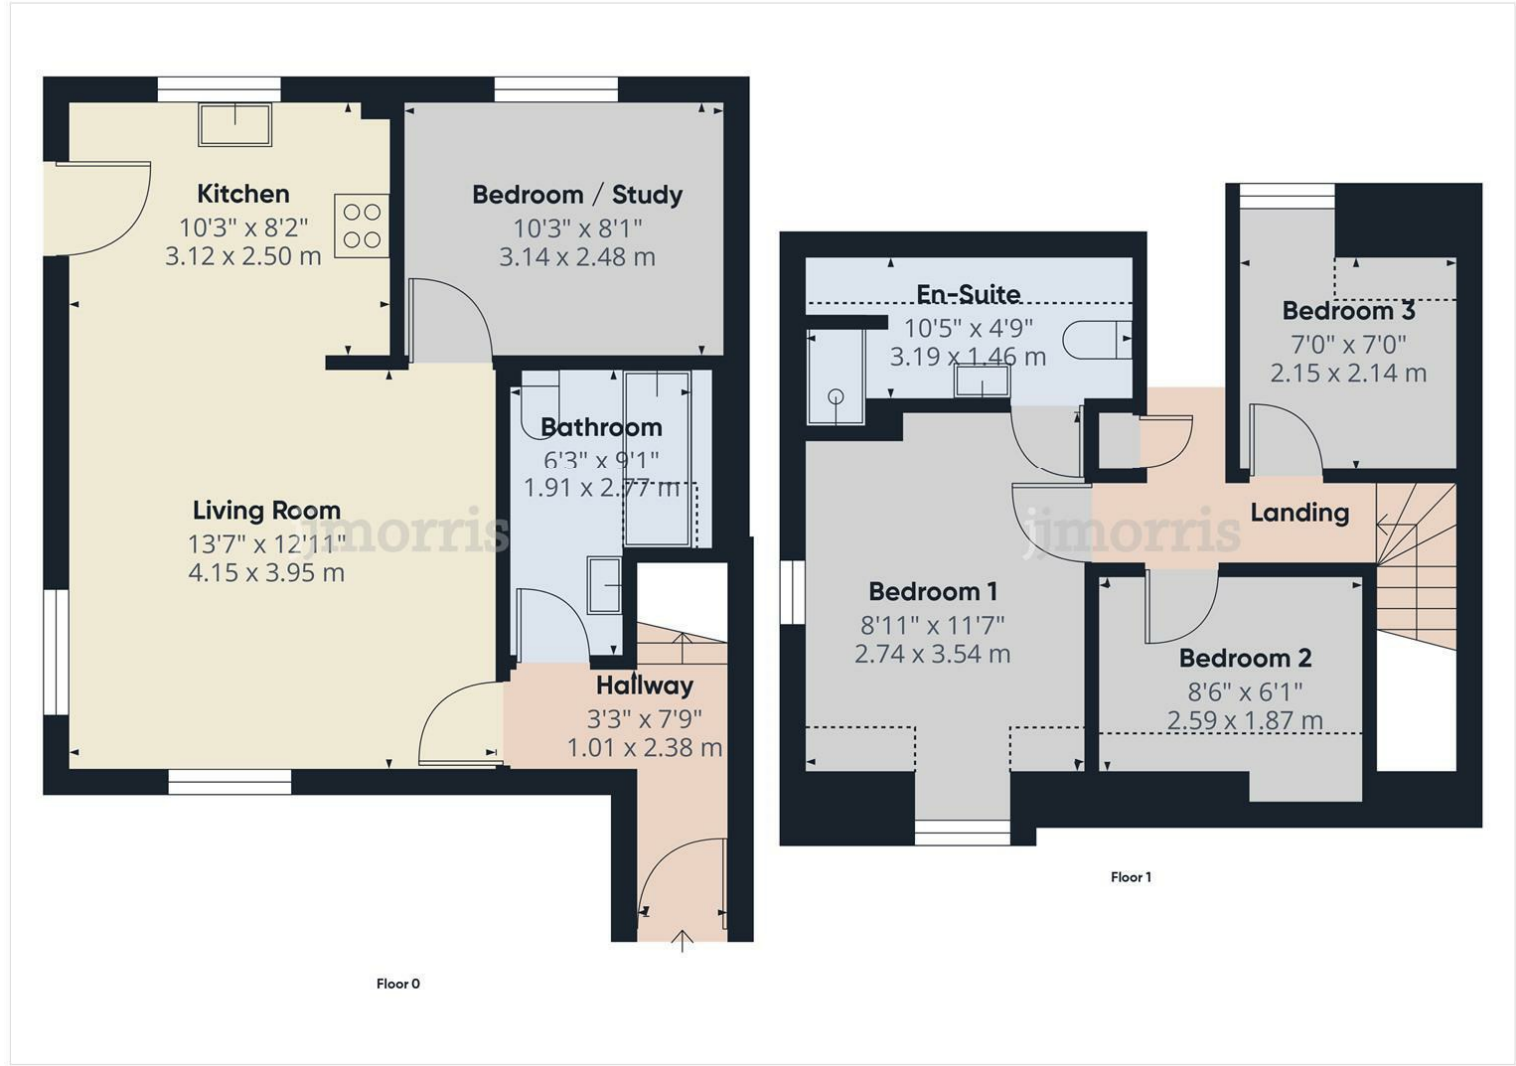 Kitchen
10'3" x 8'2"
3.12 x 2.50 m
Bedroom / Study
10'3" x 8'1"
3.14 x 2.48 m
Living Room
13'7" x 12'11"
4.15 x 3.95 m
Bathroom
6'3" x 9'1"
1.91 x 2.77 m
jjmorris
Hallway
3'3" x 7'9"
1.01 x 2.38 m
Floor 0
En-Suite
10'5" x 4'9"
3.19 x 1.46 m
Bedroom 3
7'0" x 7'0"
2.15 x 2.14 m
Landing
jjmorris
Bedroom 1
8'11" x 11'7"
2.74 x 3.54 m
Bedroom 2
8'6" x 6'1"
2.59 x 1.87 m
Floor 1